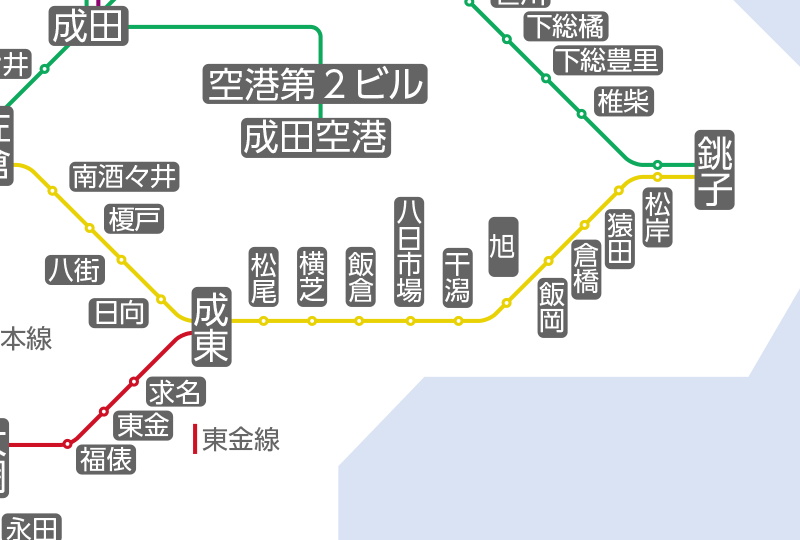 成田
下総橘
下総豊里
井
空港第２ビル
椎柴
成田空港
銚子
南酒々井
松岸
榎戸
猿田
八日市場
旭
倉橋
八街
松尾
横芝
飯倉
干潟
飯岡
日向
成東
本線
求名
東金
東金線
福俵
永田